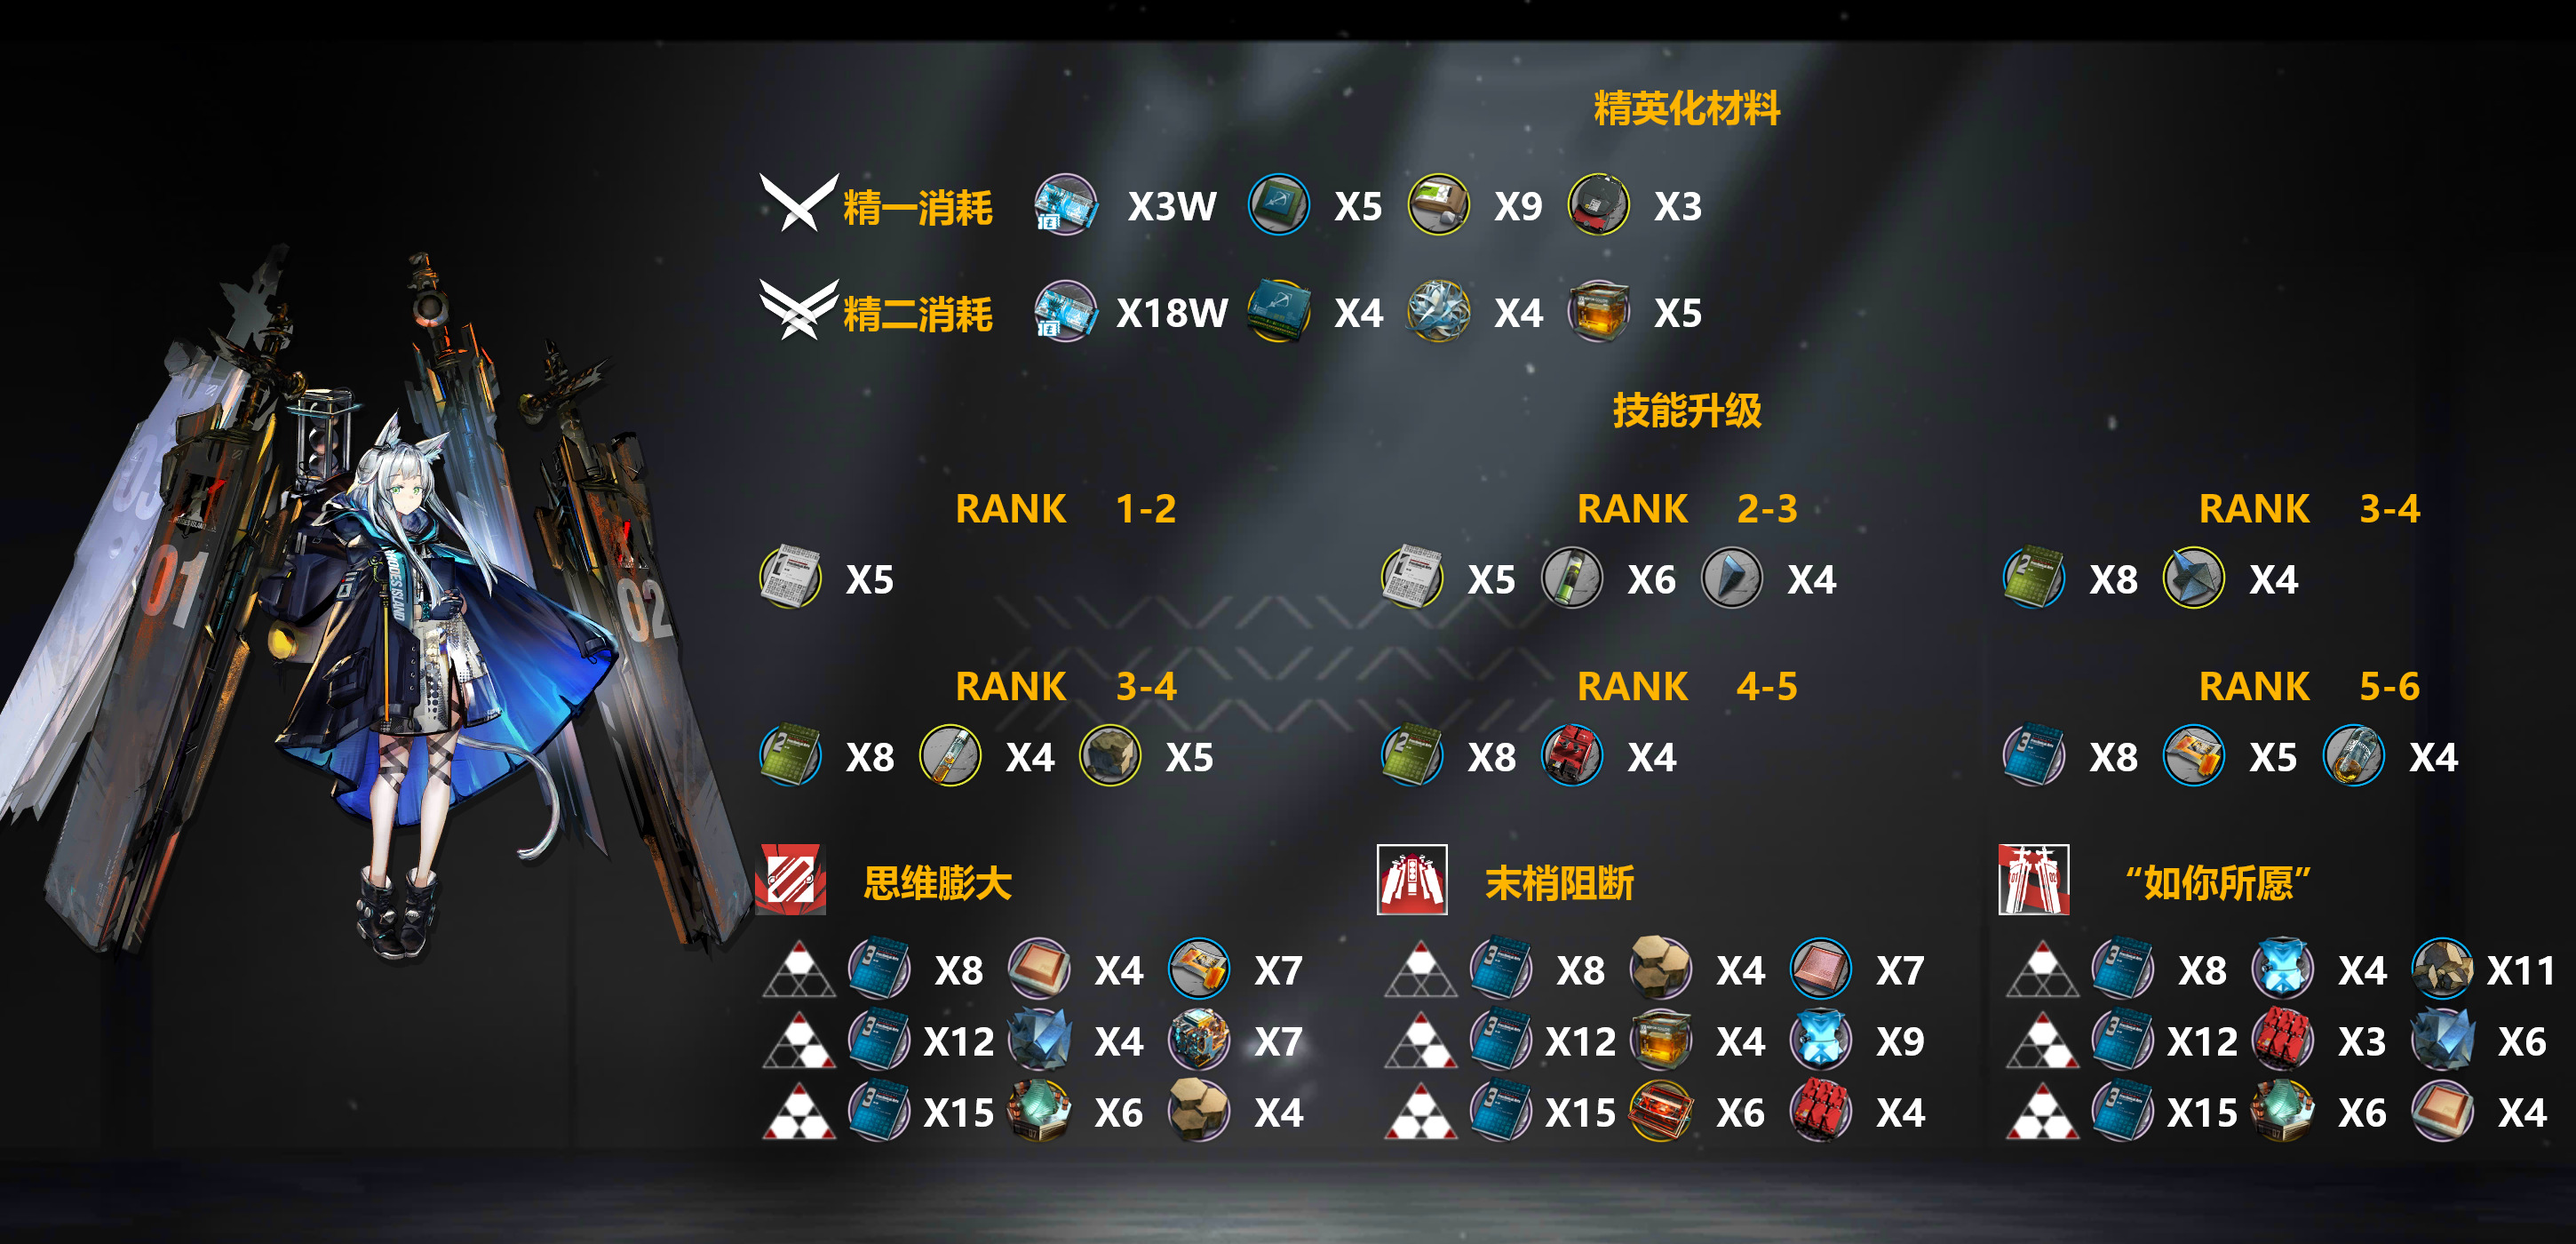 精英化材料
精一消耗 X3W X5 X9 X3
精二消耗 X18W X4 X4 X5
技能升级
RANK 1-2
RANK 2-3
RANK 3-4
X5
X5 X6 X4
X8 X4
RANK 3-4
RANK 4-5
RANK 5-6
X8 X4 X5
X8 X4
X8 X5 X4
思维膨大
末梢阻断
“如你所愿”
X8 X4 X7
X8 X4 X7
X8 X4 X11
X12 X4 X7
X12 X4 X9
X12 X3 X6
X15 X6 X4
X15 X6 X4
X15 X6 X4
03
01
02
RHODES ISLAND